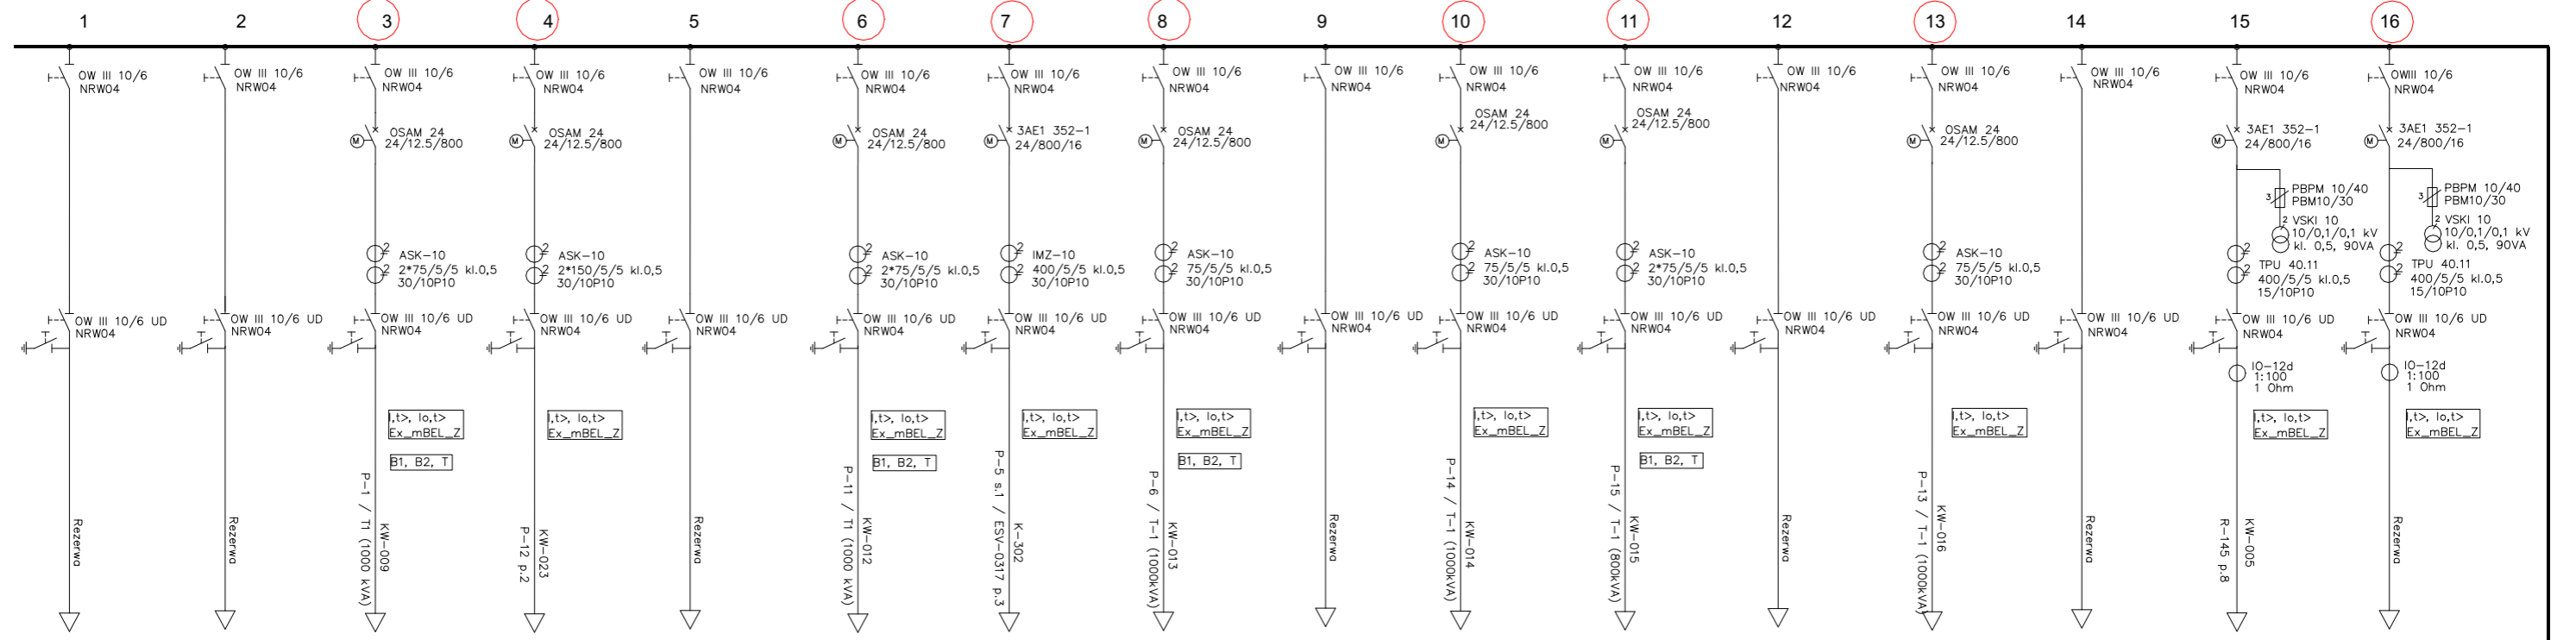 1 2 3 4 5 6 7 8 9 10 11 12 13 14 15 16
OW III 10/6
NRW04
OW III 10/6 UD
NRW04
Rezerwa
OW III 10/6
NRW04
OW III 10/6 UD
NRW04
Rezerwa
OW III 10/6
NRW04
M
OSAM 24
24/12.5/800
2
2
ASK-10
2*75/5/5 kl.0,5
30/10P10
OW III 10/6 UD
NRW04
I,t>, Io,t>
Ex_mBEL_Z
B1, B2, T
KW-009
P-1 / T1 (1000 kVA)
OW III 10/6
NRW04
M
OSAM 24
24/12.5/800
2
2
ASK-10
2*150/5/5 kl.0,5
30/10P10
OW III 10/6 UD
NRW04
I,t>, Io,t>
Ex_mBEL_Z
KW-023
P-12 p.2
OW III 10/6
NRW04
OW III 10/6 UD
NRW04
Rezerwa
OW III 10/6
NRW04
M
OSAM 24
24/12.5/800
2
2
ASK-10
2*75/5/5 kl.0,5
30/10P10
OW III 10/6 UD
NRW04
I,t>, Io,t>
Ex_mBEL_Z
B1, B2, T
KW-012
P-11 / T1 (1000 kVA)
OW III 10/6
NRW04
M
3AE1 352-1
24/800/16
2
2
IMZ-10
400/5/5 kl.0,5
30/10P10
OW III 10/6 UD
NRW04
I,t>, Io,t>
Ex_mBEL_Z
K-302
P-5 s.1 / ESV-0317 p.3
OW III 10/6
NRW04
M
OSAM 24
24/12.5/800
2
2
ASK-10
75/5/5 kl.0,5
30/10P10
OW III 10/6 UD
NRW04
I,t>, Io,t>
Ex_mBEL_Z
B1, B2, T
KW-013
P-6 / T-1 (1000kVA)
OW III 10/6
NRW04
OW III 10/6 UD
NRW04
Rezerwa
OW III 10/6
NRW04
M
OSAM 24
24/12.5/800
2
2
ASK-10
75/5/5 kl.0,5
30/10P10
OW III 10/6 UD
NRW04
I,t>, Io,t>
Ex_mBEL_Z
KW-014
P-14 / T-1 (1000kVA)
OW III 10/6
NRW04
M
OSAM 24
24/12.5/800
2
2
ASK-10
2*75/5/5 kl.0,5
30/10P10
OW III 10/6 UD
NRW04
I,t>, Io,t>
Ex_mBEL_Z
B1, B2, T
KW-015
P-15 / T-1 (800kVA)
OW III 10/6
NRW04
OW III 10/6 UD
NRW04
Rezerwa
OW III 10/6
NRW04
M
OSAM 24
24/12.5/800
2
2
ASK-10
75/5/5 kl.0,5
30/10P10
OW III 10/6 UD
NRW04
I,t>, Io,t>
Ex_mBEL_Z
KW-016
P-13 / T-1 (1000kVA)
OW III 10/6
NRW04
OW III 10/6 UD
NRW04
Rezerwa
OW III 10/6
NRW04
M
3AE1 352-1
24/800/16
3
PBPM 10/40
PBM10/30
2 VSKI 10
10/0,1/0,1 kV
kl. 0,5, 90VA
2
2
TPU 40.11
400/5/5 kl.0,5
15/10P10
OW III 10/6 UD
NRW04
IO-12d
1:100
1 Ohm
I,t>, Io,t>
Ex_mBEL_Z
KW-005
R-145 p.8
OWIII 10/6
NRW04
M
3AE1 352-1
24/800/16
3
PBPM 10/40
PBM10/30
2 VSKI 10
10/0,1/0,1 kV
kl. 0,5, 90VA
2
2
TPU 40.11
400/5/5 kl.0,5
15/10P10
OW III 10/6 UD
NRW04
IO-12d
1:100
1 Ohm
I,t>, Io,t>
Ex_mBEL_Z
Rezerwa